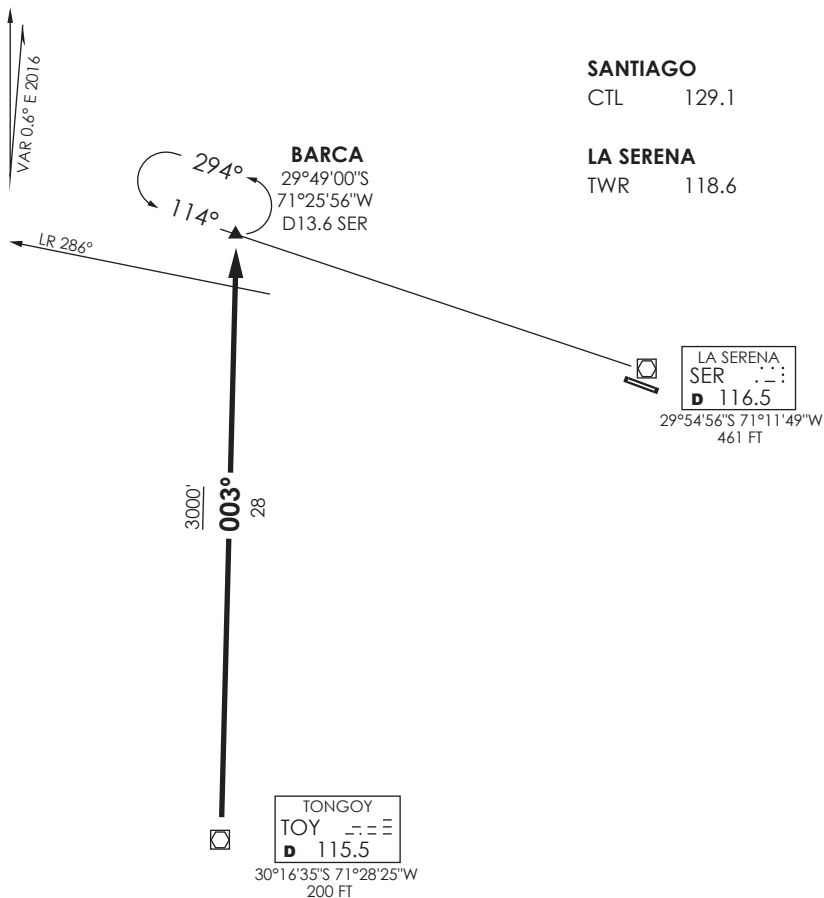 VAR 0.6° E 2016
SANTIAGO
CTL 129.1
LA SERENA
TWR 118.6
BARCA
29°49'00"S
71°25'56"W
D13.6 SER
294°
114°
LR 286°
LA SERENA
SER
D 116.5
29°54'56"S 71°11'49"W
461 FT
3000'
003°
28
TONGOY
TOY
D 115.5
30°16'35"S 71°28'25"W
200 FT